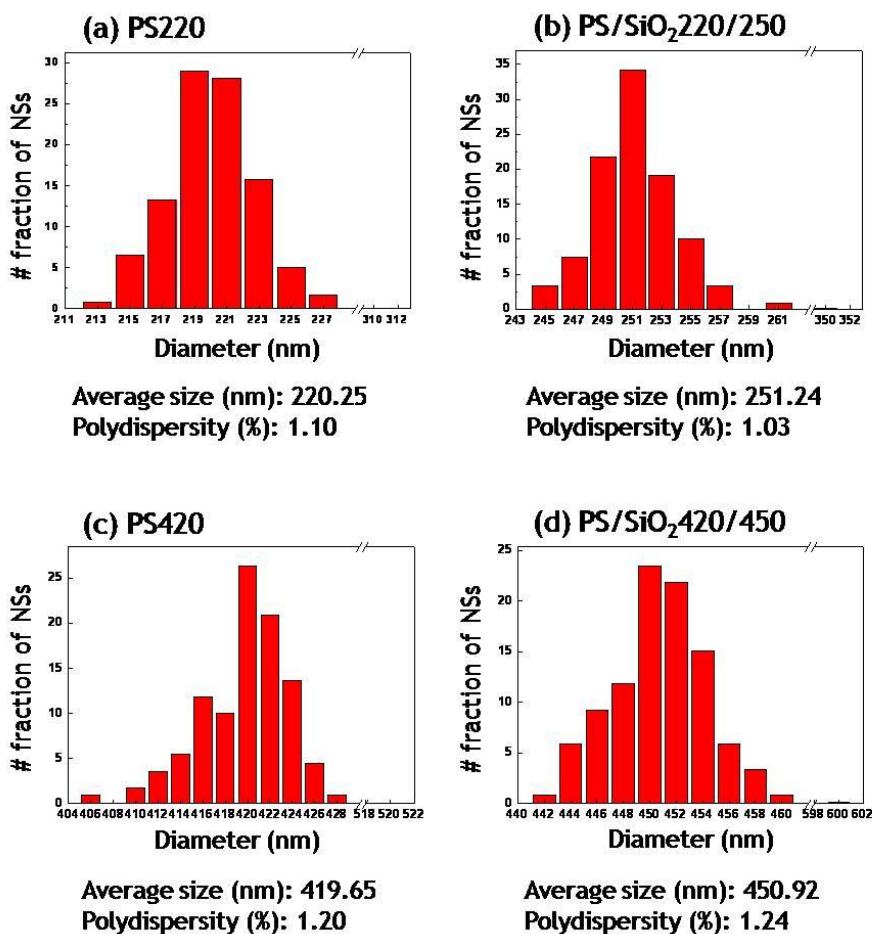 (a) PS220
(b) PS/SiO₂220/250
30
25
20
15
10
5
0
# fraction of NSs
211 213 215 217 219 221 223 225 227 310 312
Diameter (nm)
35
30
25
20
15
10
5
0
# fraction of NSs
243 245 247 249 251 253 255 257 259 261 350 352
Diameter (nm)
Average size (nm): 220.25
Polydispersity (%): 1.10
Average size (nm): 251.24
Polydispersity (%): 1.03
(c) PS420
(d) PS/SiO₂420/450
25
20
15
10
5
0
# fraction of NSs
404 406 408 410 412 414 416 418 420 422 424 426 428 518 520 522
Diameter (nm)
25
20
15
10
5
0
# fraction of NSs
440 442 444 446 448 450 452 454 456 458 460 598 600 602
Diameter (nm)
Average size (nm): 419.65
Polydispersity (%): 1.20
Average size (nm): 450.92
Polydispersity (%): 1.24